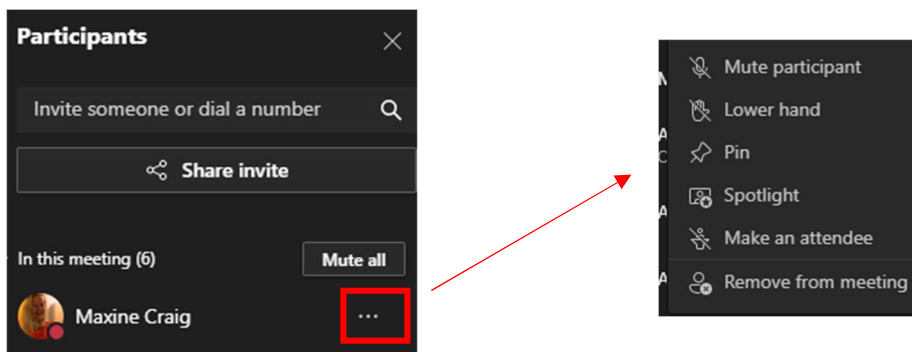 Participants
Invite someone or dial a number
Share invite
In this meeting (6)
Mute all
Maxine Craig
Mute participant
Lower hand
Pin
Spotlight
Make an attendee
Remove from meeting